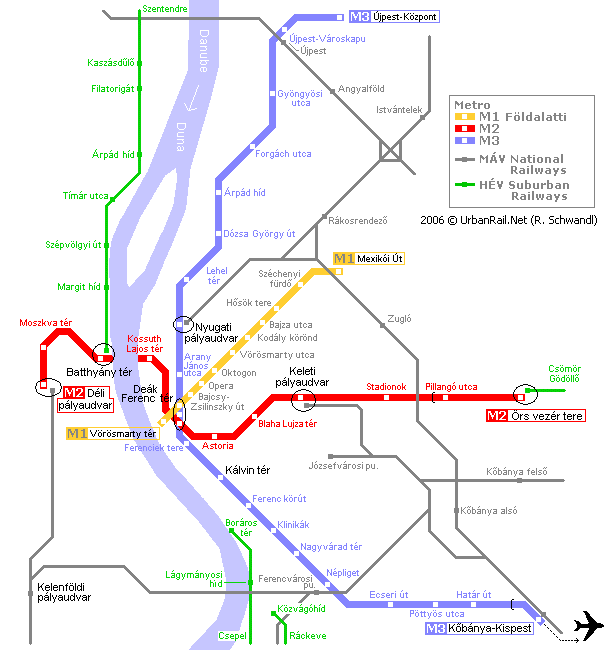 Szentendre
M3 Újpest-Központ
Danube
Duna
Újpest-Városkapu
Újpest
Kaszásdűlő
Filatorigát
Gyöngyösi
utca
Angyalföld
Istvántelek
Metro
M1 Földalatti
M2
M3
MÁV National
Railways
HÉV Suburban
Railways
2006 © UrbanRail.Net (R. Schwandl)
Árpád híd
Forgách utca
Tímár utca
Árpád híd
Rákosrendező
Szépvölgyi út
Dózsa György út
M1 Mexikói Út
Margit híd
Lehel
tér
Széchenyi
fürdő
Hősök tere
Moszkva tér
Kossuth
Lajos tér
Nyugati
pályaudvar
Bajza utca
Kodály körönd
Zugló
Batthyány tér
Arany
János
utca
Vörösmarty utca
Oktogon
Keleti
pályaudvar
Csömör
Gödöllő
M2 Déli
pályaudvar
Deák
Ferenc tér
Opera
Bajcsy-
Zsilinszky út
Stadionok
Pillangó utca
M2 Örs vezér tere
M1 Vörösmarty tér
Blaha Lujza tér
Ferenciek tere
Astoria
Kálvin tér
Józsefvárosi pu.
Kőbánya felső
Ferenc körút
Kőbánya alsó
Boráros
tér
Klinikák
Nagyvárad tér
Lágymányosi
híd
Ferencvárosi
pu.
Népliget
Kelenföldi
pályaudvar
Ecseri út
Határ út
Közvágóhíd
Pöttyös utca
Csepel
Ráckeve
M3 Kőbánya-Kispest